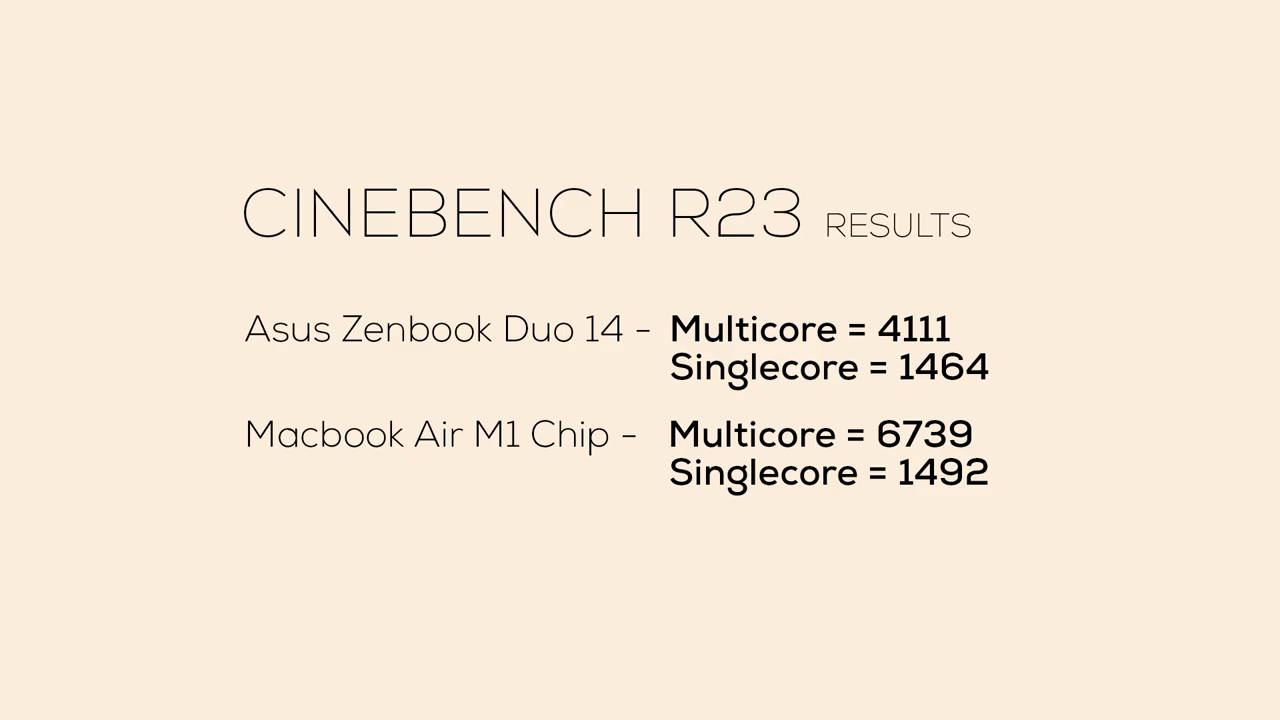 CINEBENCH R23 RESULTS
Asus Zenbook Duo 14 - Multicore = 4111
Singlecore = 1464
Macbook Air M1 Chip - Multicore = 6739
Singlecore = 1492